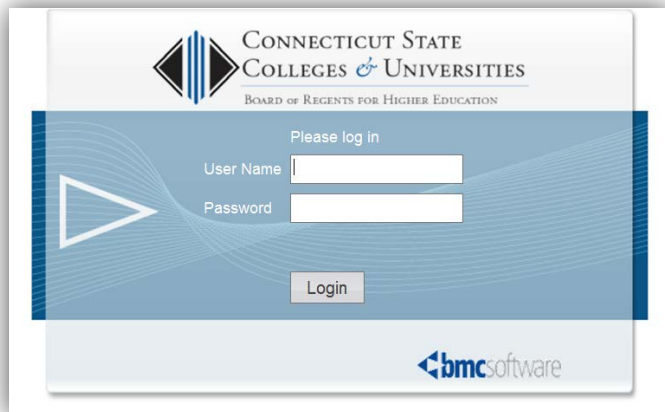 CONNECTICUT STATE
COLLEGES & UNIVERSITIES
BOARD OF REGENTS FOR HIGHER EDUCATION
Please log in
User Name
Password
Login
bmcsoftware